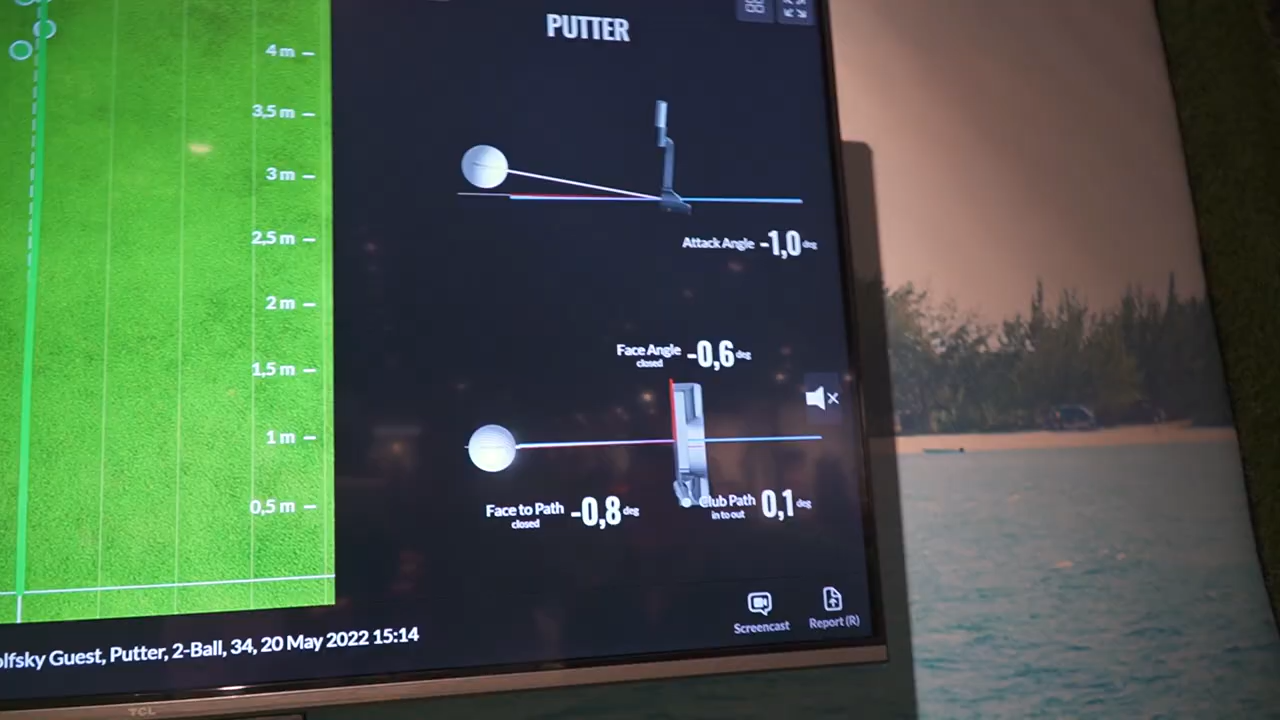 PUTTER
4 m
3,5 m
3 m
2,5 m
2 m
1,5 m
1 m
0,5 m
Attack Angle -1,0 deg
Face Angle -0,6 deg
closed
Face to Path -0,8 deg
closed
Club Path 0,1 deg
in to out
Screencast
Report (R)
olfsky Guest, Putter, 2-Ball, 34, 20 May 2022 15:14
TCL